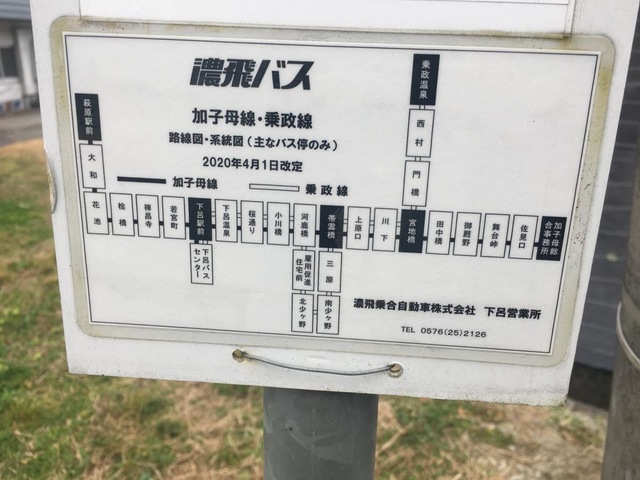 濃飛バス
加子母線・乗政線
路線図・系統図（主なバス停のみ）
2020年4月1日改定
加子母線
乗政線
萩原駅前
大和
花池
桧橋
禅昌寺
若宮町
下呂駅前
下呂バスセンター
下呂温泉
桜通り
小川橋
河鹿橋
雇用促進住宅前
北少ヶ野
帯雲橋
三原
南少ヶ野
上原口
川下
宮地橋
門橋
西村
乗政温泉
田中橋
御厩野
舞台峠
佐見口
加子母総合事務所
濃飛乗合自動車株式会社 下呂営業所
TEL 0576(25)2126